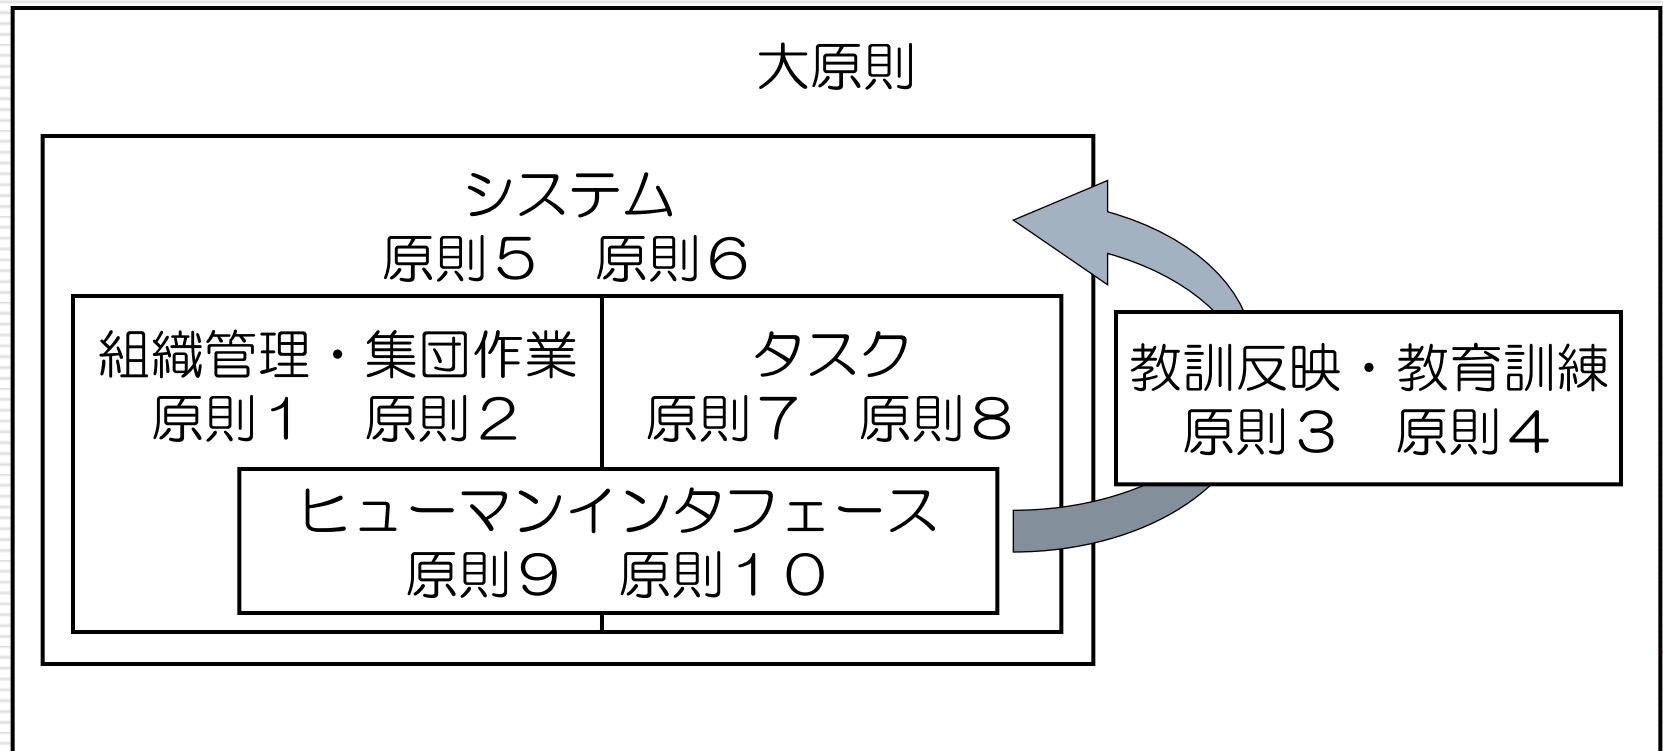 大原則
システム
原則５　原則６
組織管理・集団作業
原則１　原則２
タスク
原則７　原則８
ヒューマンインタフェース
原則９　原則１０
教訓反映・教育訓練
原則３　原則４